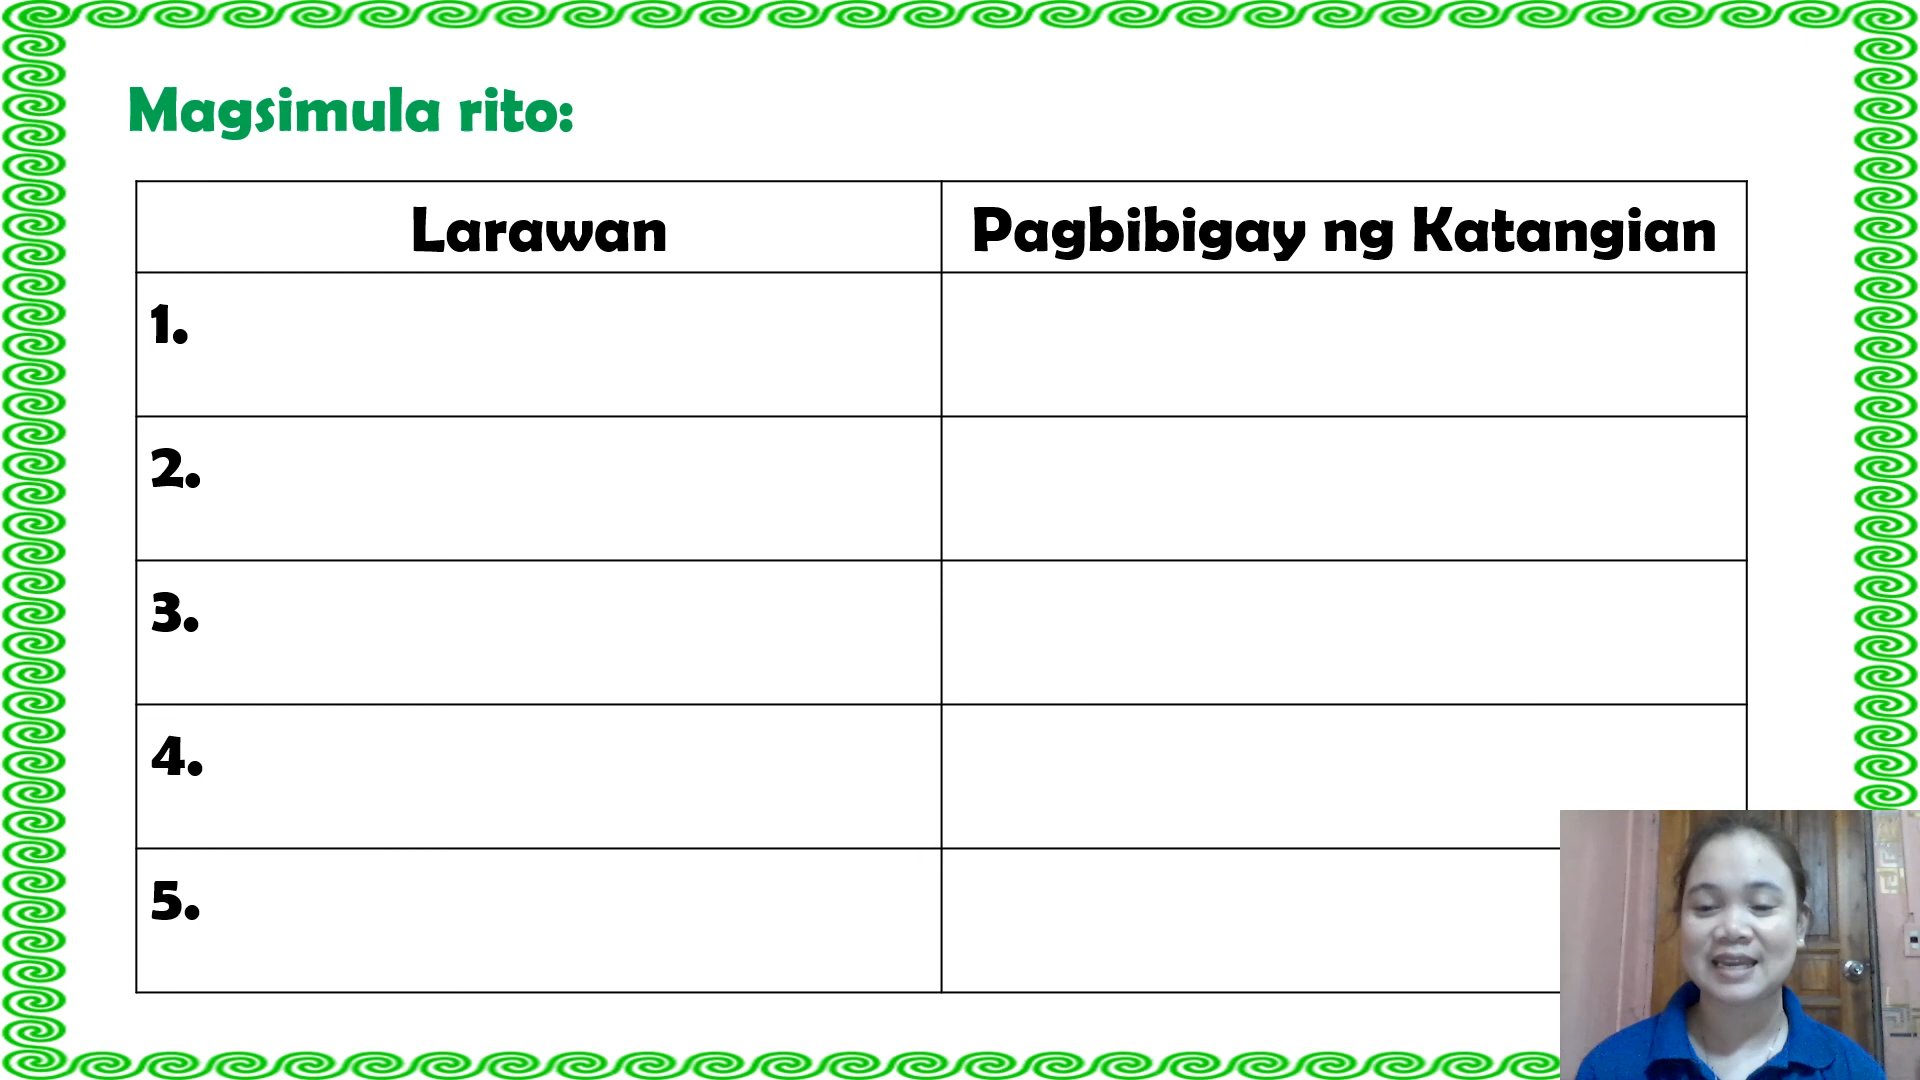 Magsimula rito:
Larawan
Pagbibigay ng Katangian
1.
2.
3.
4.
5.